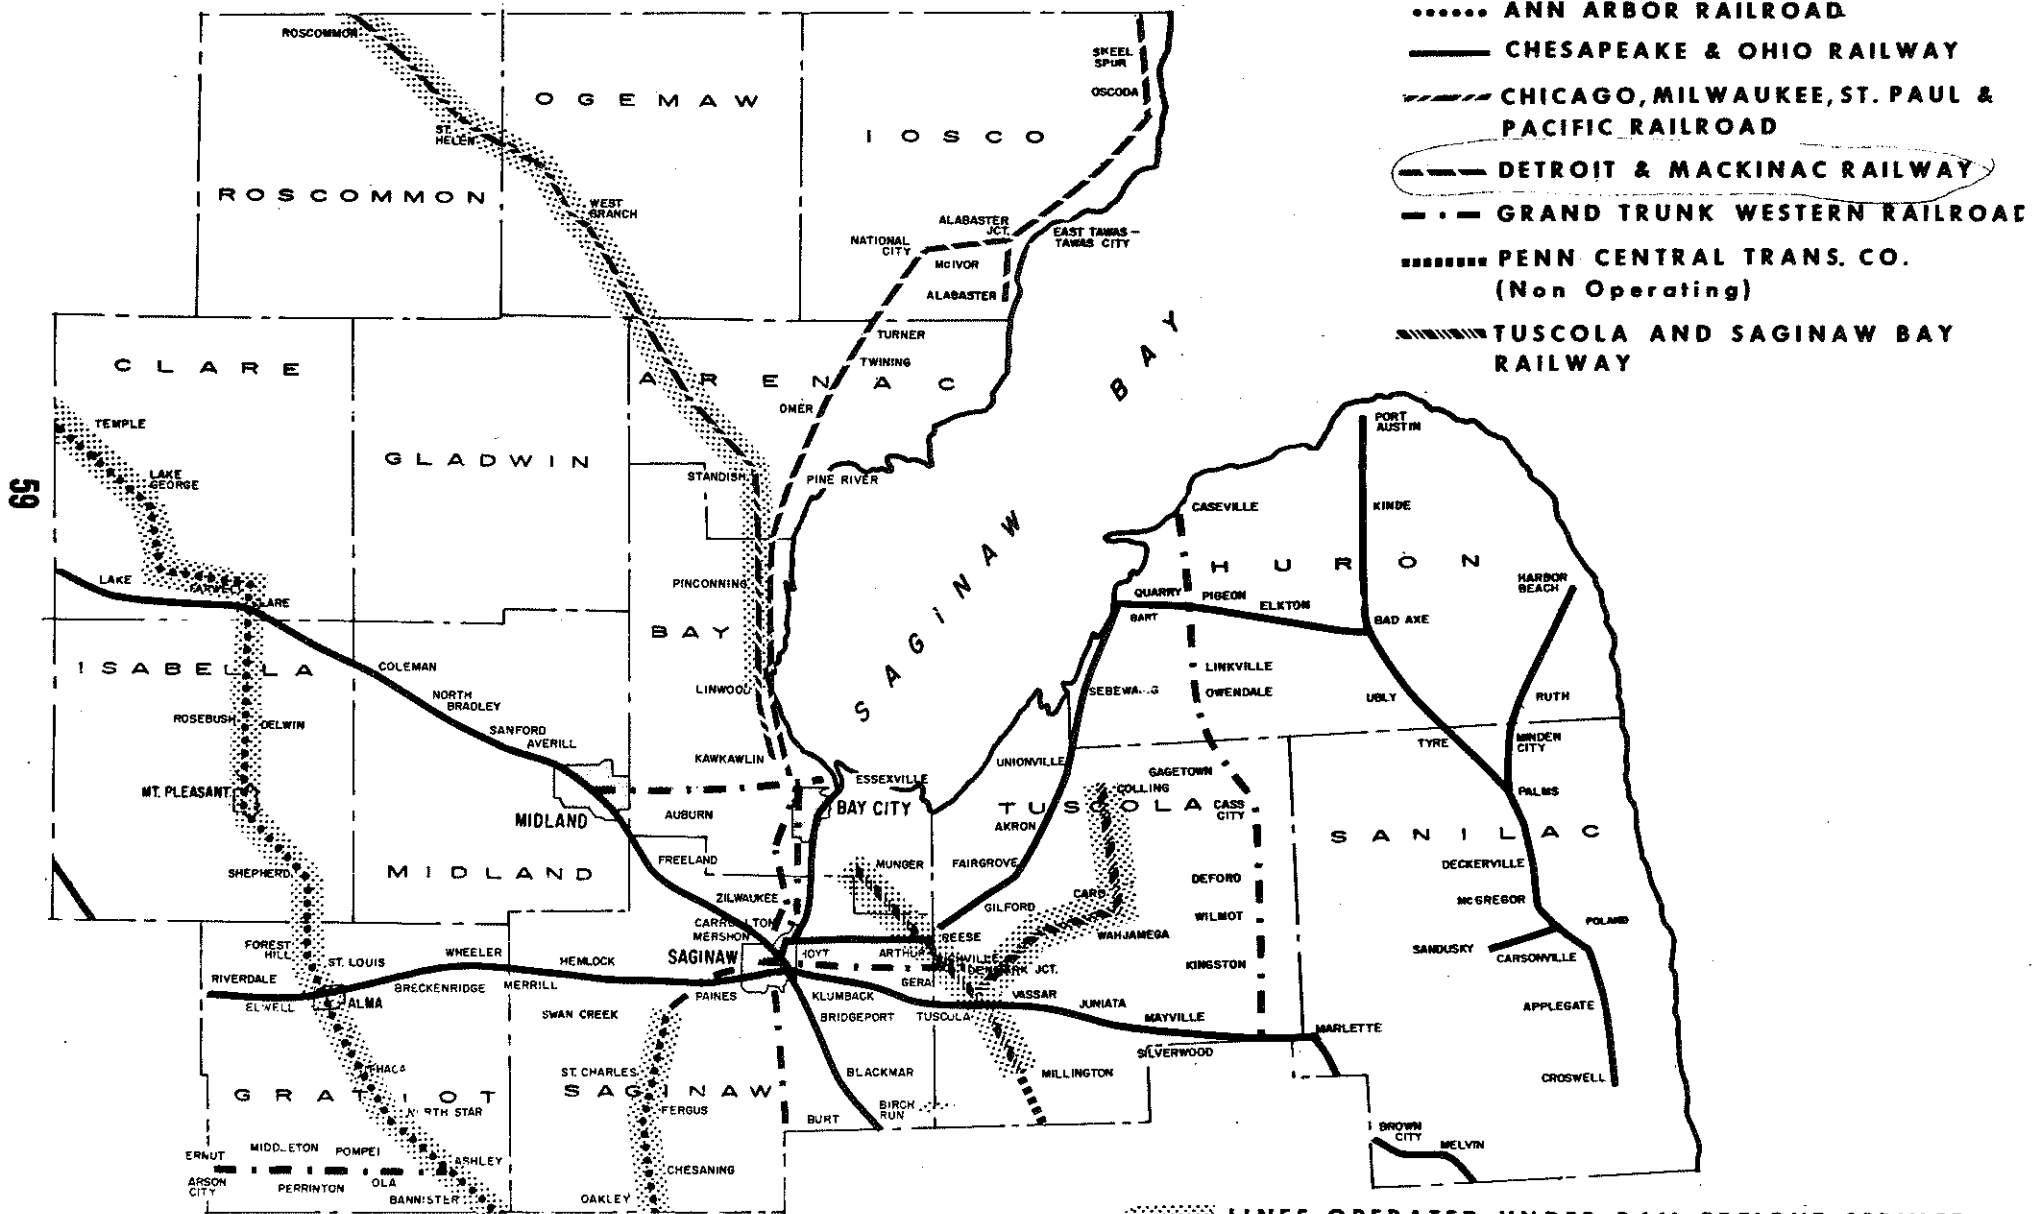 ANN ARBOR RAILROAD
CHESAPEAKE & OHIO RAILWAY
CHICAGO, MILWAUKEE, ST. PAUL &
PACIFIC RAILROAD
DETROIT & MACKINAC RAILWAY
GRAND TRUNK WESTERN RAILROAD
PENN CENTRAL TRANS. CO.
(Non Operating)
TUSCOLA AND SAGINAW BAY
RAILWAY
ROSCOMMON
OGEMAW
SKEEL
SPUR
OSCODA
IOSCO
ST.
HELEN
ROSCOMMON
WEST
BRANCH
ALABASTER
JCT.
EAST TAWAS –
TAWAS CITY
NATIONAL
CITY
McIVOR
ALABASTER
TURNER
TWINING
CLARE
ARENAC
OMER
BAY
TEMPLE
GLADWIN
LAKE
GEORGE
STANDISH
PINE RIVER
59
SAGINAW
PORT
AUSTIN
CASEVILLE
KINDE
HURON
LAKE
PINCONNING
HARBOR
BEACH
QUARRY
PIGEON
ELKTON
BART
BAD AXE
BAY
ISABELLA
COLEMAN
LINWOOD
LINKVILLE
OWENDALE
UBLY
RUTH
NORTH
BRADLEY
ROSEBUSH
DELWIN
SANFORD
AVERILL
TYRE
MINDEN
CITY
KAWKAWLIN
UNIONVILLE
GAGETOWN
ESSEXVILLE
COLLING
MT. PLEASANT
BAY CITY
TUSCOLA
CASS
CITY
PALMS
MIDLAND
AUBURN
AKRON
SANILAC
FREELAND
MUNGER
FAIRGROVE
DECKERVILLE
SHEPHERD
MIDLAND
DEFORD
ZILWAUKEE
CARO
GILFORD
McGREGOR
MERSHON
REESE
WILMOT
POLAND
FOREST
HILL
ST. LOUIS
WHEELER
HEMLOCK
SAGINAW
HOYT
ARTHUR
WAHJAMEGA
SANDUSKY
CARSONVILLE
RIVERDALE
BRECKENRIDGE
MERRILL
GERA
JCT.
KINGSTON
ELWELL
ALMA
PAINES
KLUMBACK
VASSAR
JUNIATA
APPLEGATE
SWAN CREEK
BRIDGEPORT
TUSCOLA
MAYVILLE
MARLETTE
SILVERWOOD
ST. CHARLES
BLACKMAR
MILLINGTON
CROSWELL
GRATIOT
SAGINAW
FERGUS
STAR
BURT
BIRCH
RUN
BROWN
CITY
MELVIN
MIDDLETON
POMPEI
ASHLEY
PERRINTON
OLA
CHESANING
BANNISTER
OAKLEY